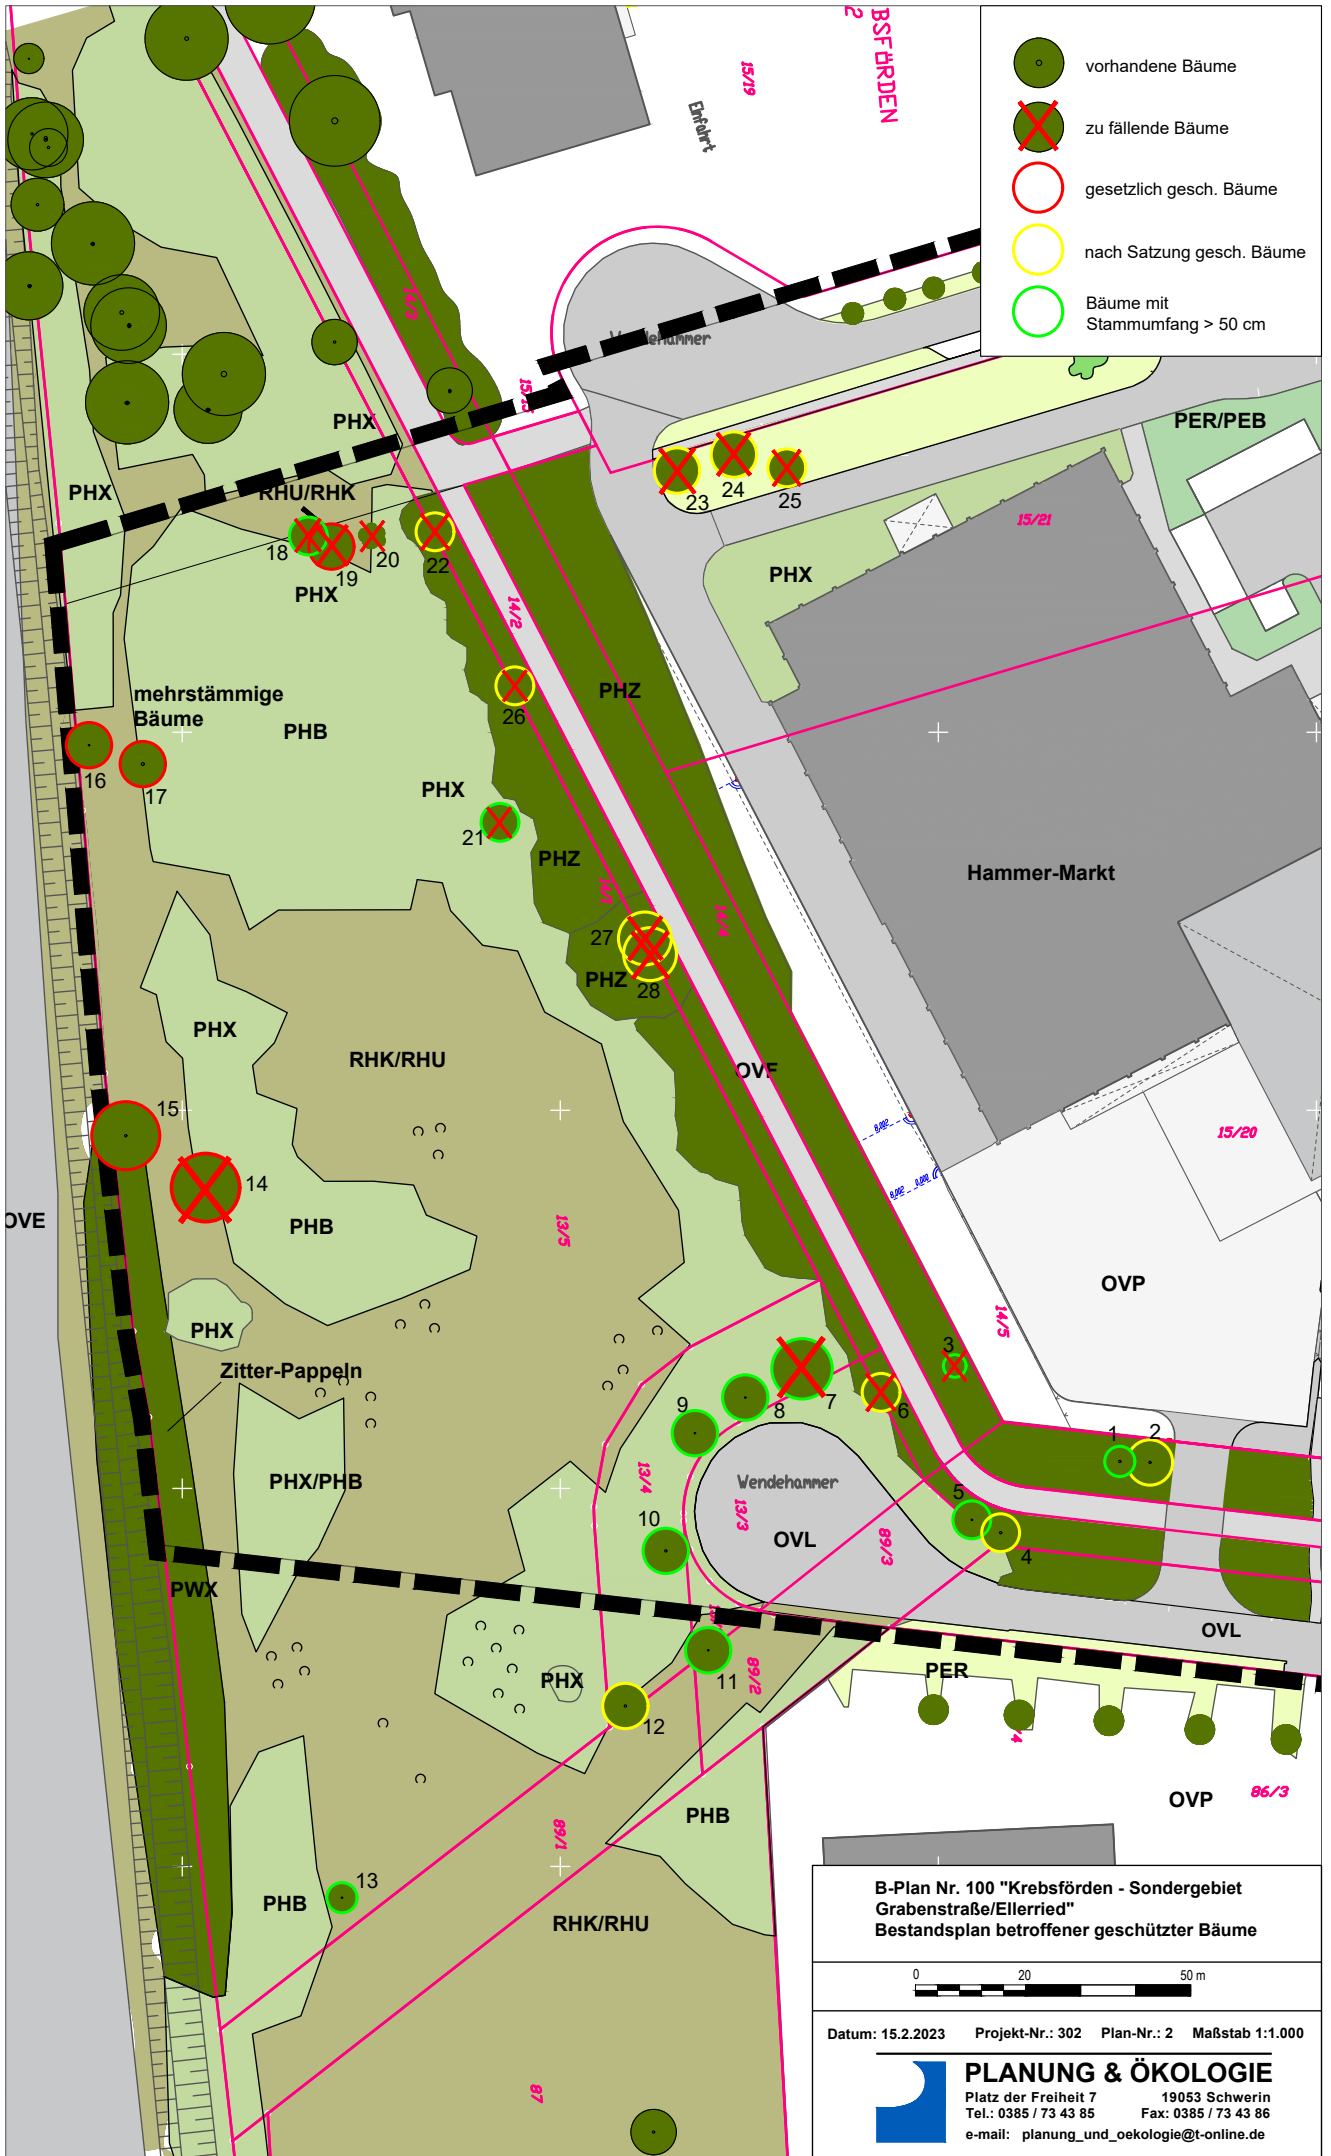 vorhandene Bäume
zu fällende Bäume
gesetzlich gesch. Bäume
nach Satzung gesch. Bäume
Bäume mit
Stammumfang > 50 cm
15/19
Einfahrt
14/3
Wendehammer
PHX
PER/PEB
PHX
RHU/RHK
23
24
25
15/21
18
19
20
22
PHX
PHX
14/2
mehrstämmige
Bäume
PHB
26
PHZ
16
17
PHX
21
PHZ
Hammer-Markt
14/1
14/4
27
PHZ
28
PHX
RHK/RHU
OVF
15
15/20
14
OVE
PHB
13/5
OVP
PHX
14/5
Zitter-Pappeln
3
7
6
8
9
1
2
PHX/PHB
13/4
Wendehammer
13/3
5
10
OVL
89/3
4
PWX
OVL
PHX
11
89/2
PER
12
86/3
OVP
PHB
89/1
13
PHB
RHK/RHU
87
B-Plan Nr. 100 "Krebsförden - Sondergebiet
Grabenstraße/Ellerried"
Bestandsplan betroffener geschützter Bäume
0 20 50 m
Datum: 15.2.2023 Projekt-Nr.: 302 Plan-Nr.: 2 Maßstab 1:1.000
PLANUNG & ÖKOLOGIE
Platz der Freiheit 7 19053 Schwerin
Tel.: 0385 / 73 43 85 Fax: 0385 / 73 43 86
e-mail: planung_und_oekologie@t-online.de